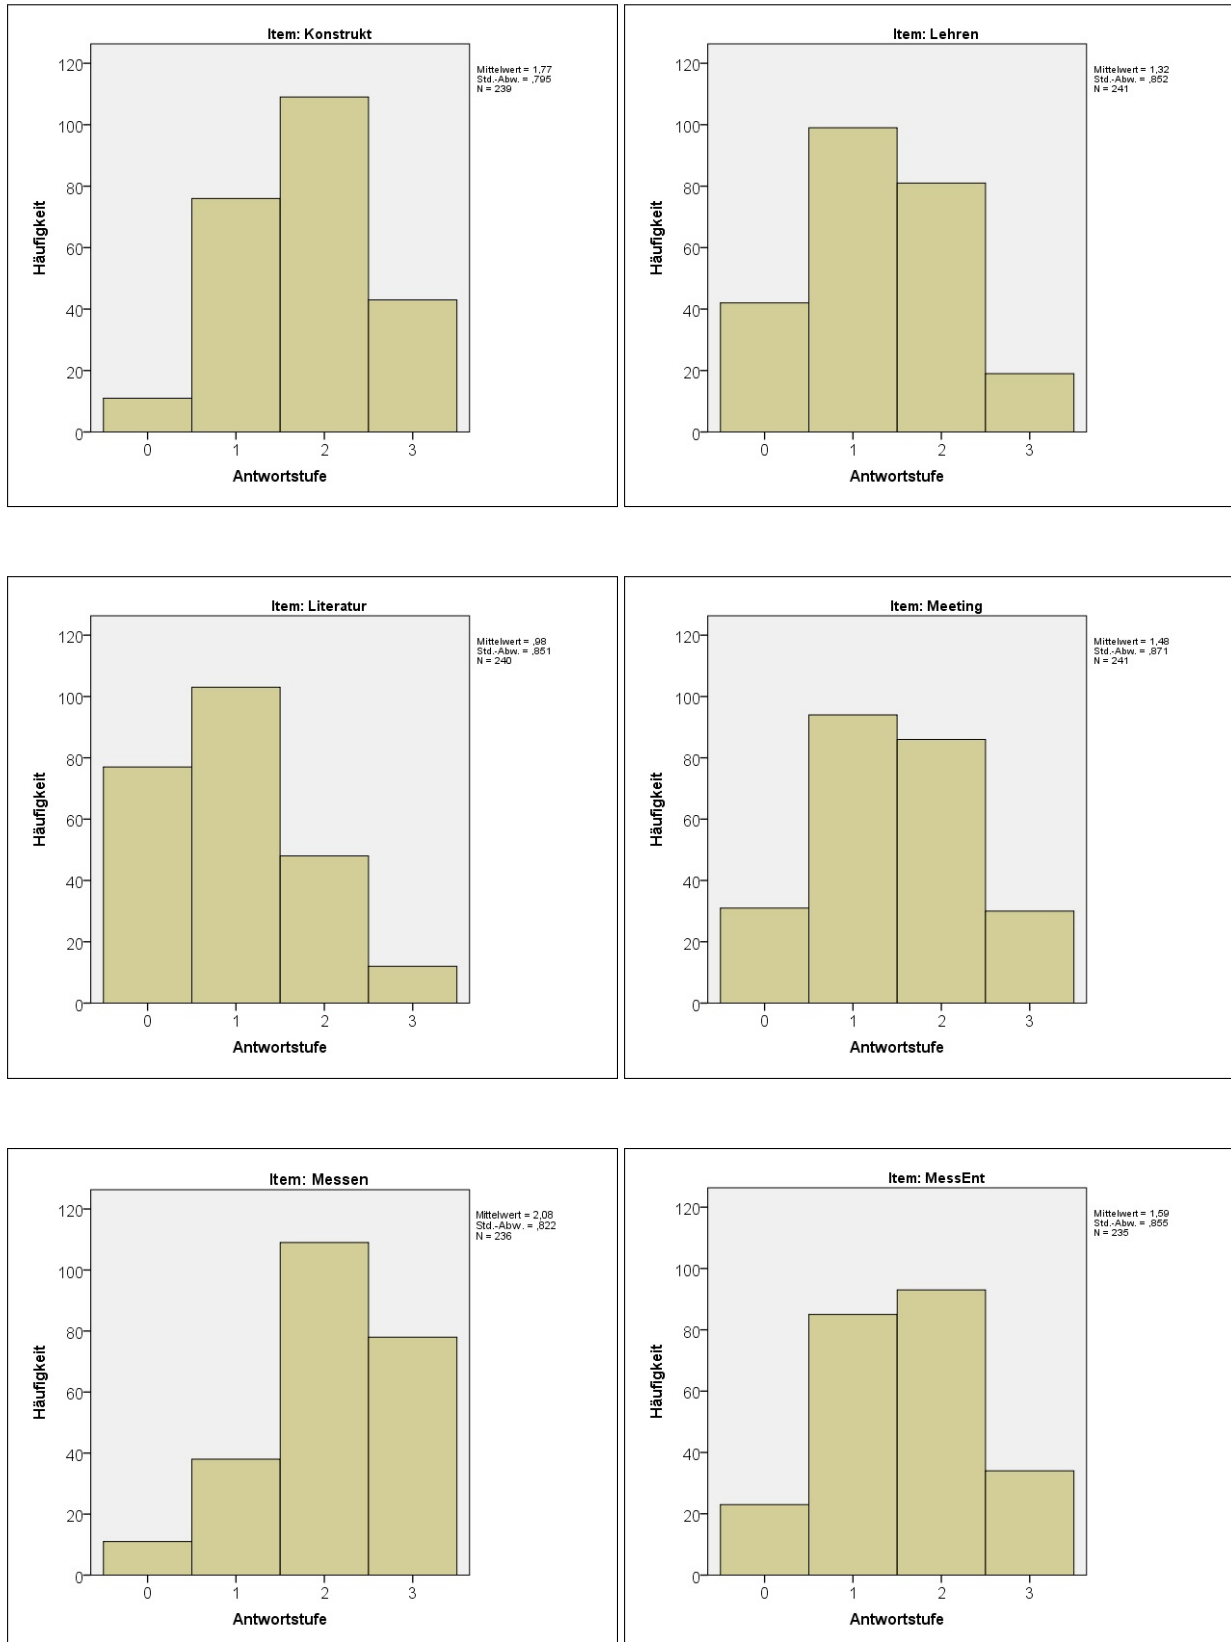 Item: Konstrukt
Mittelwert = 1,77
Std.-Abw. = ,795
N = 239
120
100
80
60
40
20
0
Häufigkeit
0 1 2 3
Antwortstufe
Item: Lehren
Mittelwert = 1,32
Std.-Abw. = ,852
N = 241
120
100
80
60
40
20
0
Häufigkeit
0 1 2 3
Antwortstufe
Item: Literatur
Mittelwert = ,98
Std.-Abw. = ,851
N = 240
120
100
80
60
40
20
0
Häufigkeit
0 1 2 3
Antwortstufe
Item: Meeting
Mittelwert = 1,48
Std.-Abw. = ,871
N = 241
120
100
80
60
40
20
0
Häufigkeit
0 1 2 3
Antwortstufe
Item: Messen
Mittelwert = 2,08
Std.-Abw. = ,822
N = 236
120
100
80
60
40
20
0
Häufigkeit
0 1 2 3
Antwortstufe
Item: MessEnt
Mittelwert = 1,59
Std.-Abw. = ,855
N = 235
120
100
80
60
40
20
0
Häufigkeit
0 1 2 3
Antwortstufe